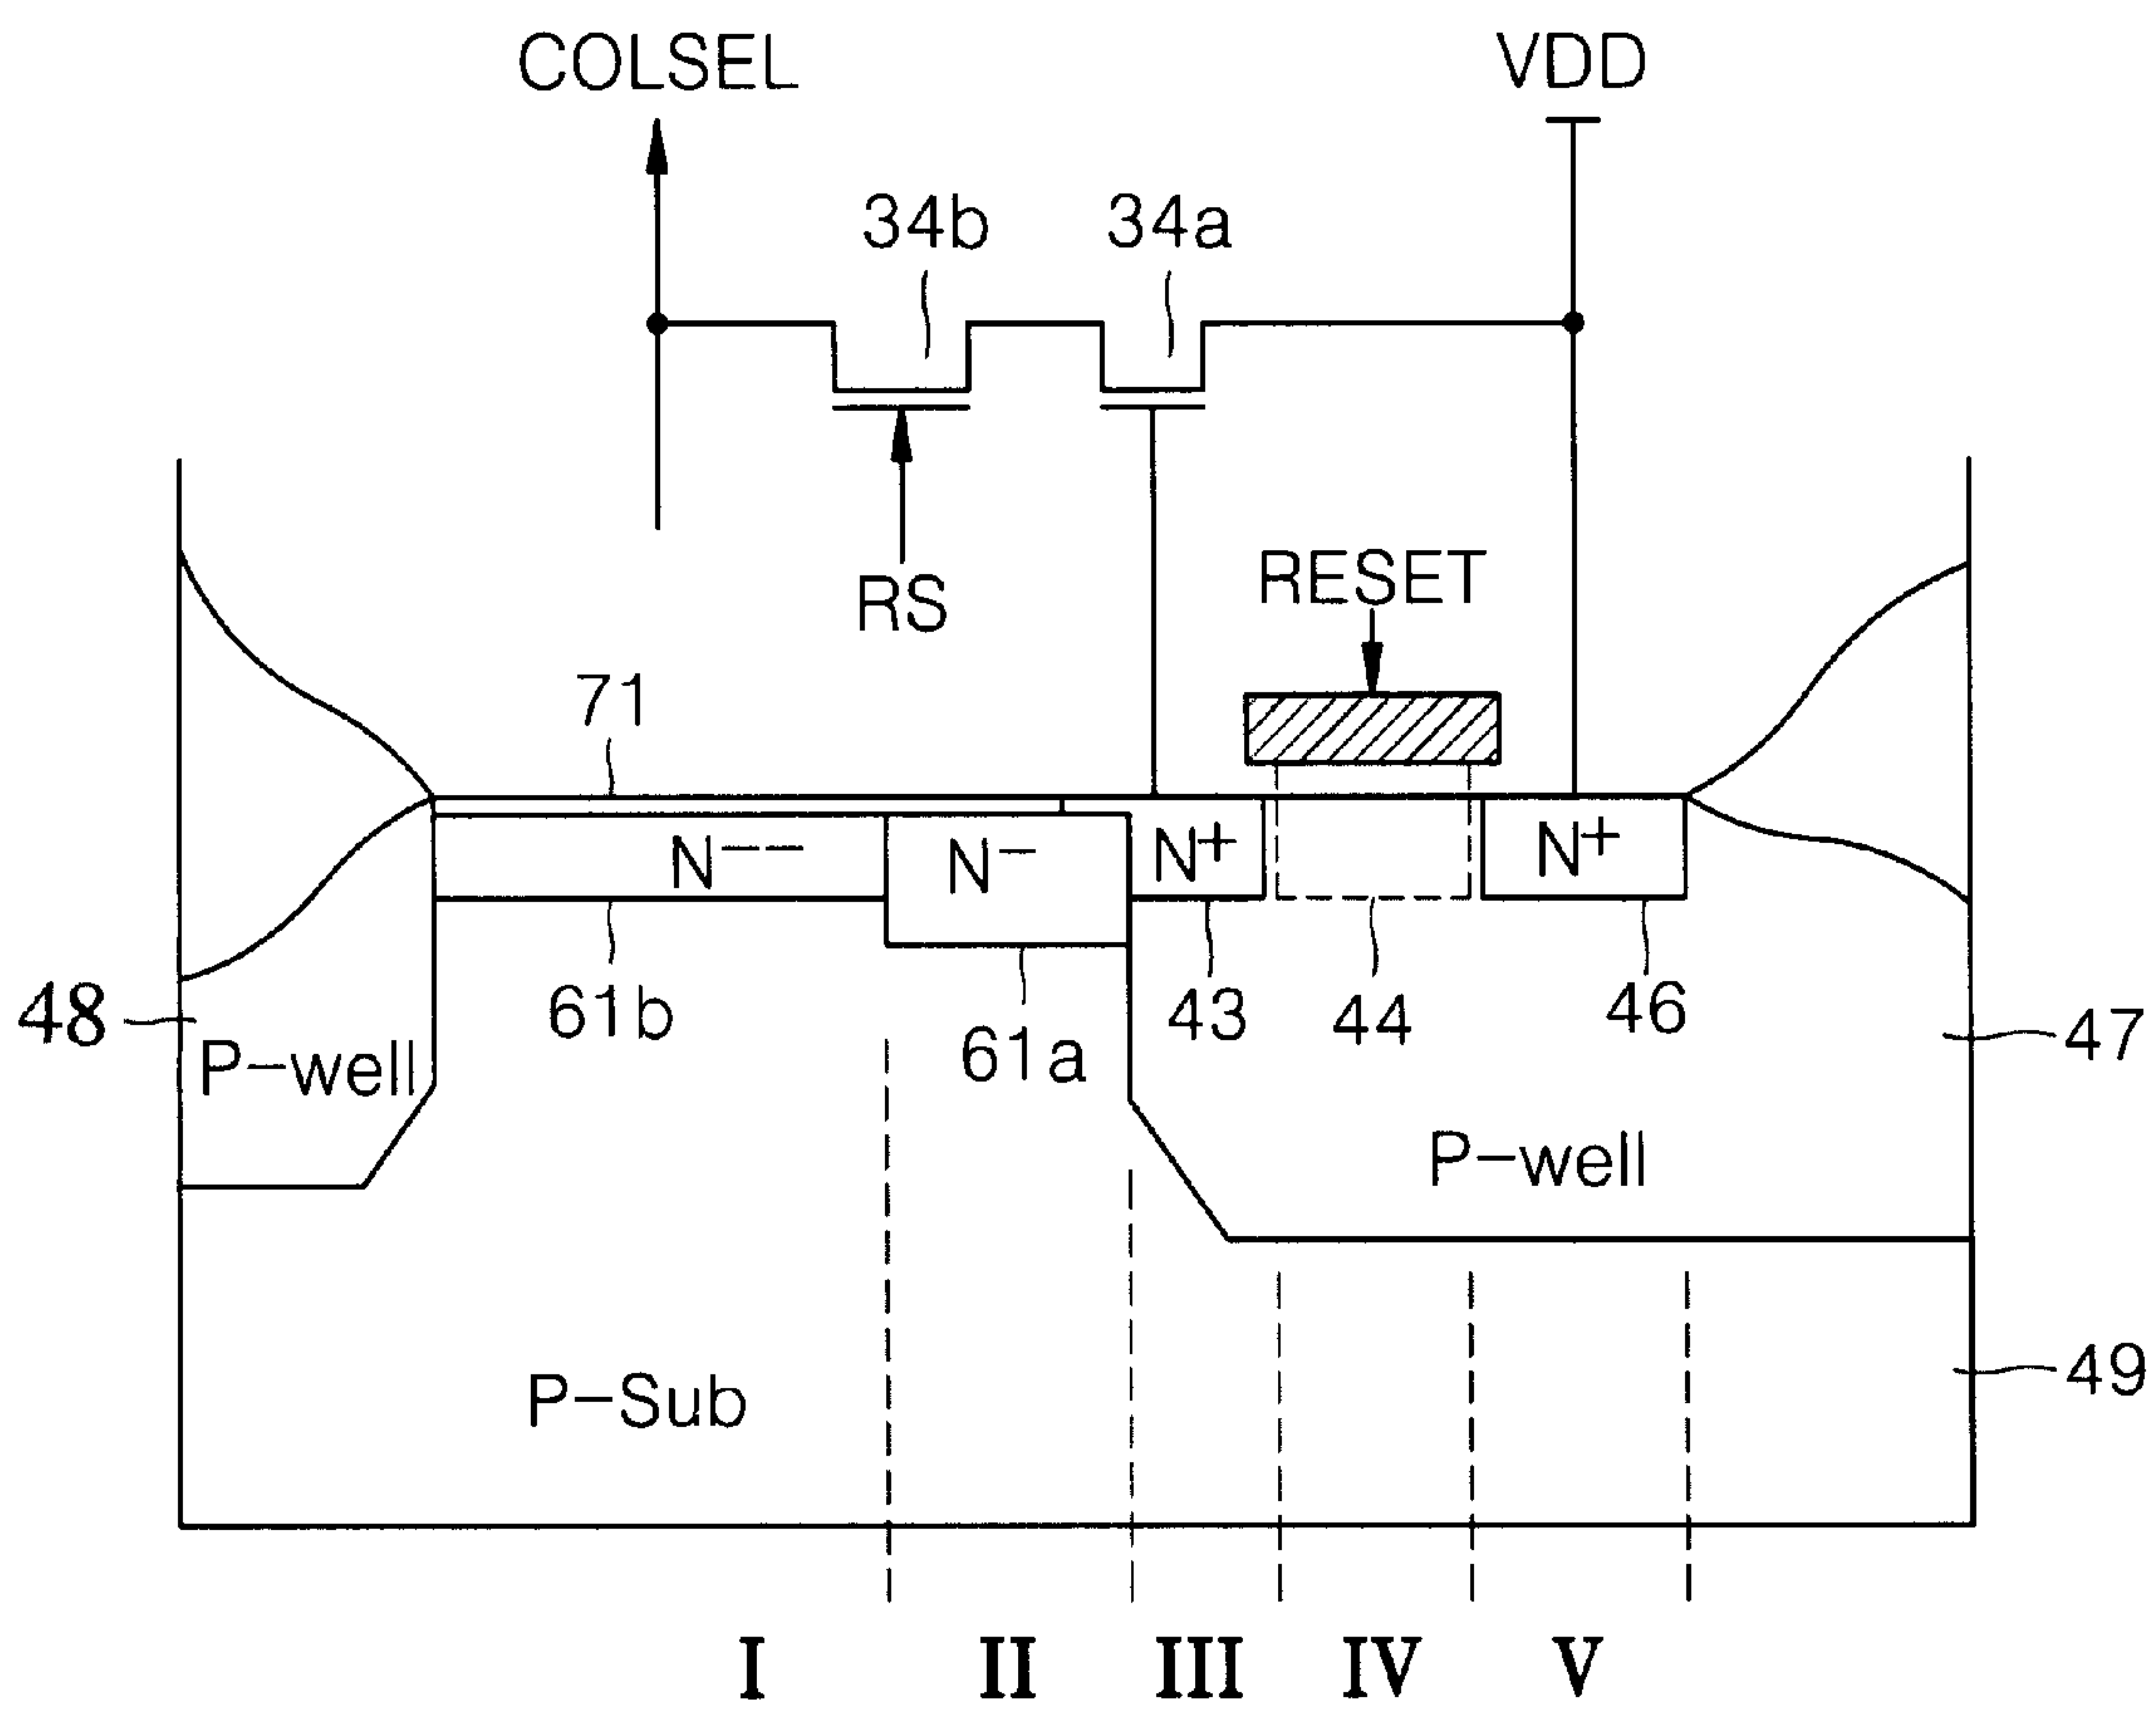 COLSEL VDD
34b 34a
RS RESET
71
N-- N- N+ N+
48 61b 61a 43 44 46 47
P-well
P-well
P-Sub 49
I II III IV V